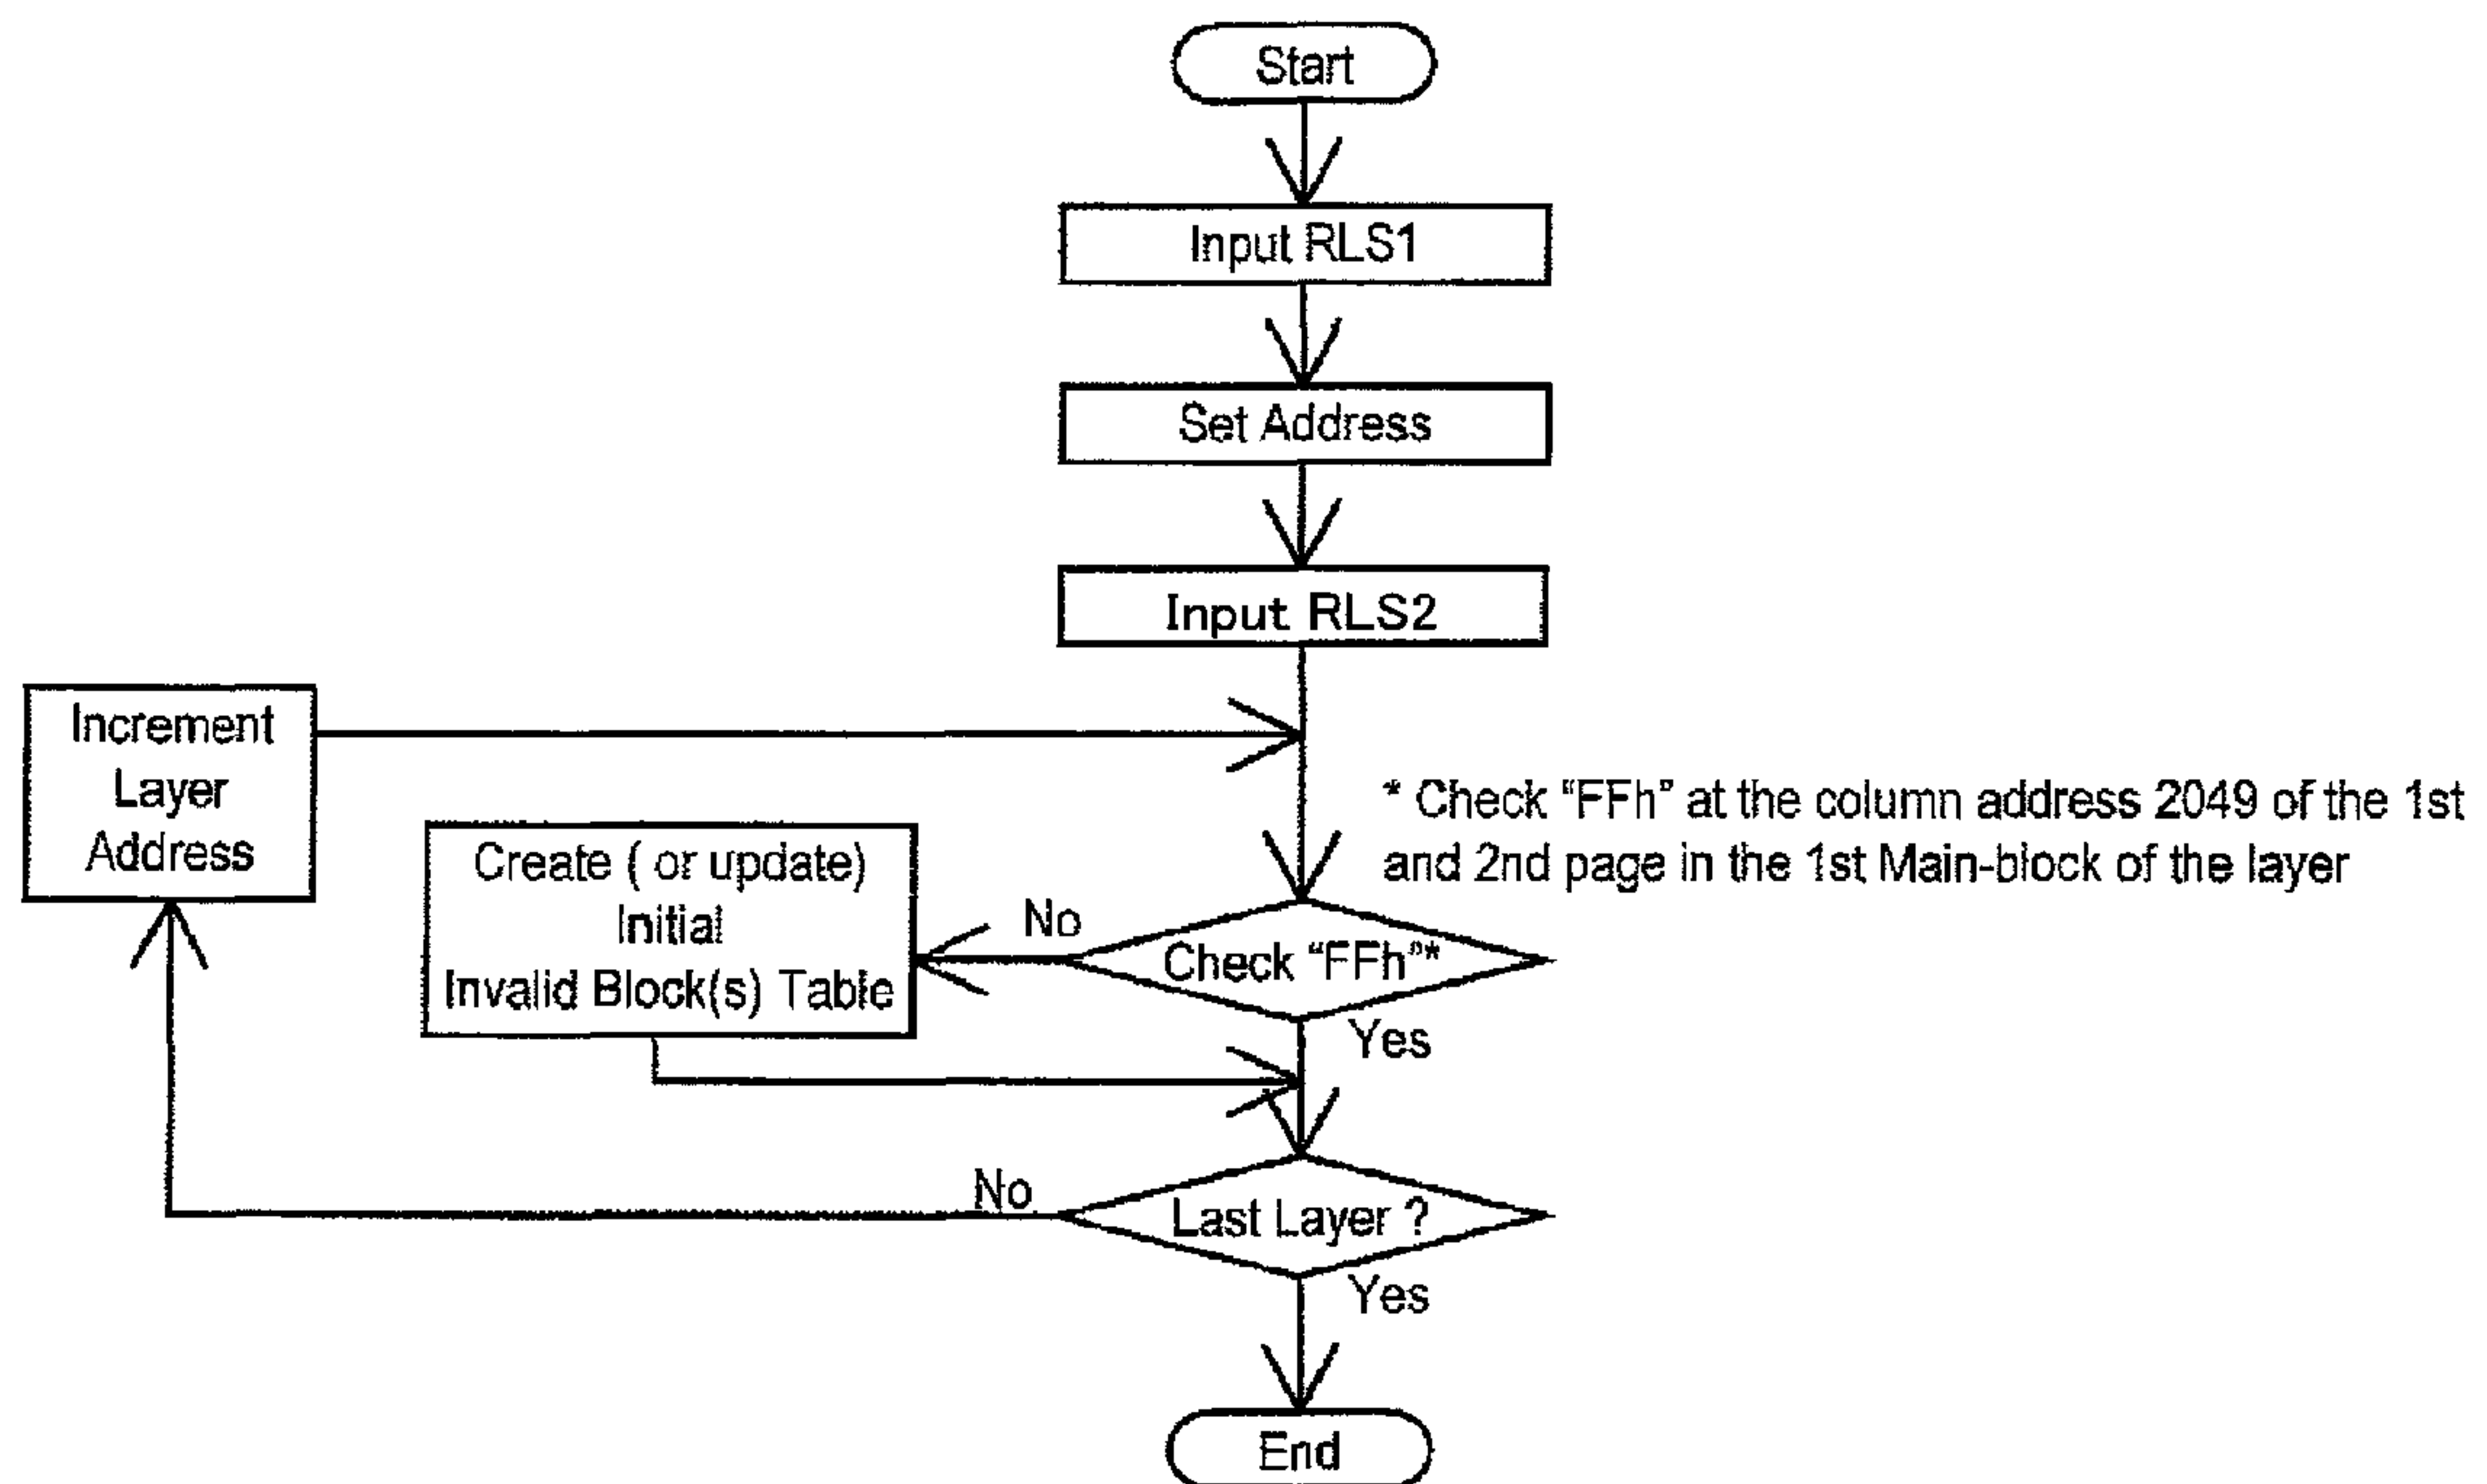 Start
Input RLS1
Set Address
Input RLS2
Increment
Layer
Address
* Check “FFh” at the column address 2049 of the 1st
and 2nd page in the 1st Main-block of the layer
Create ( or update)
Initial
Invalid Block(s) Table
No
Check “FFh”*
Yes
No
Last Layer ?
Yes
End